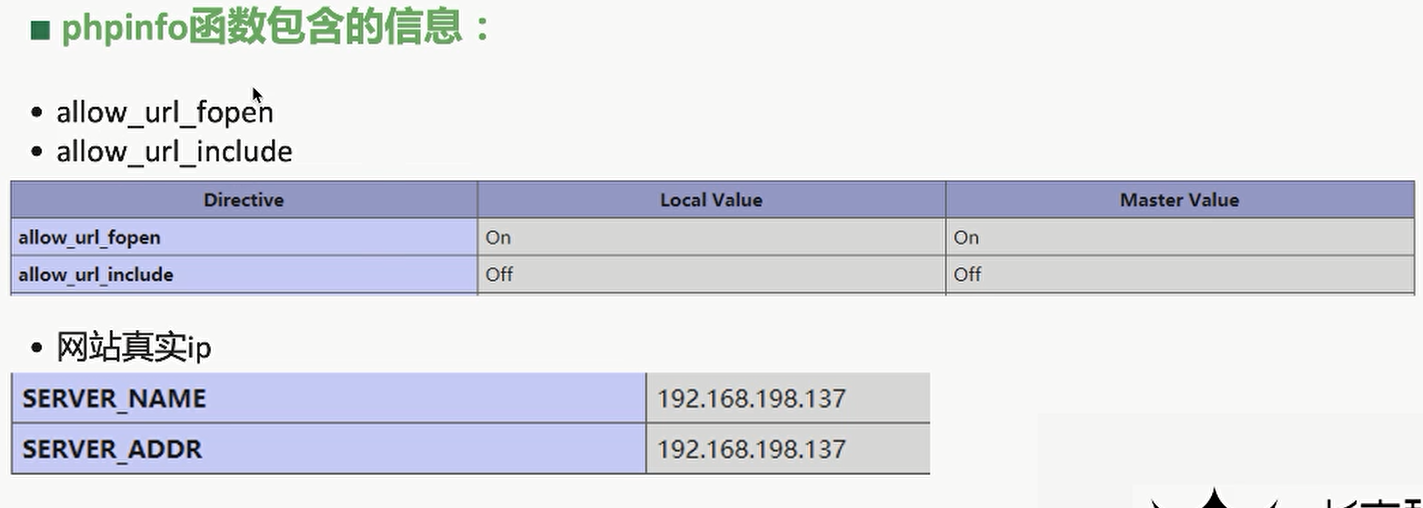 phpinfo函数包含的信息：
• allow_url_fopen
• allow_url_include
Directive Local Value Master Value
allow_url_fopen On On
allow_url_include Off Off
• 网站真实ip
SERVER_NAME 192.168.198.137
SERVER_ADDR 192.168.198.137